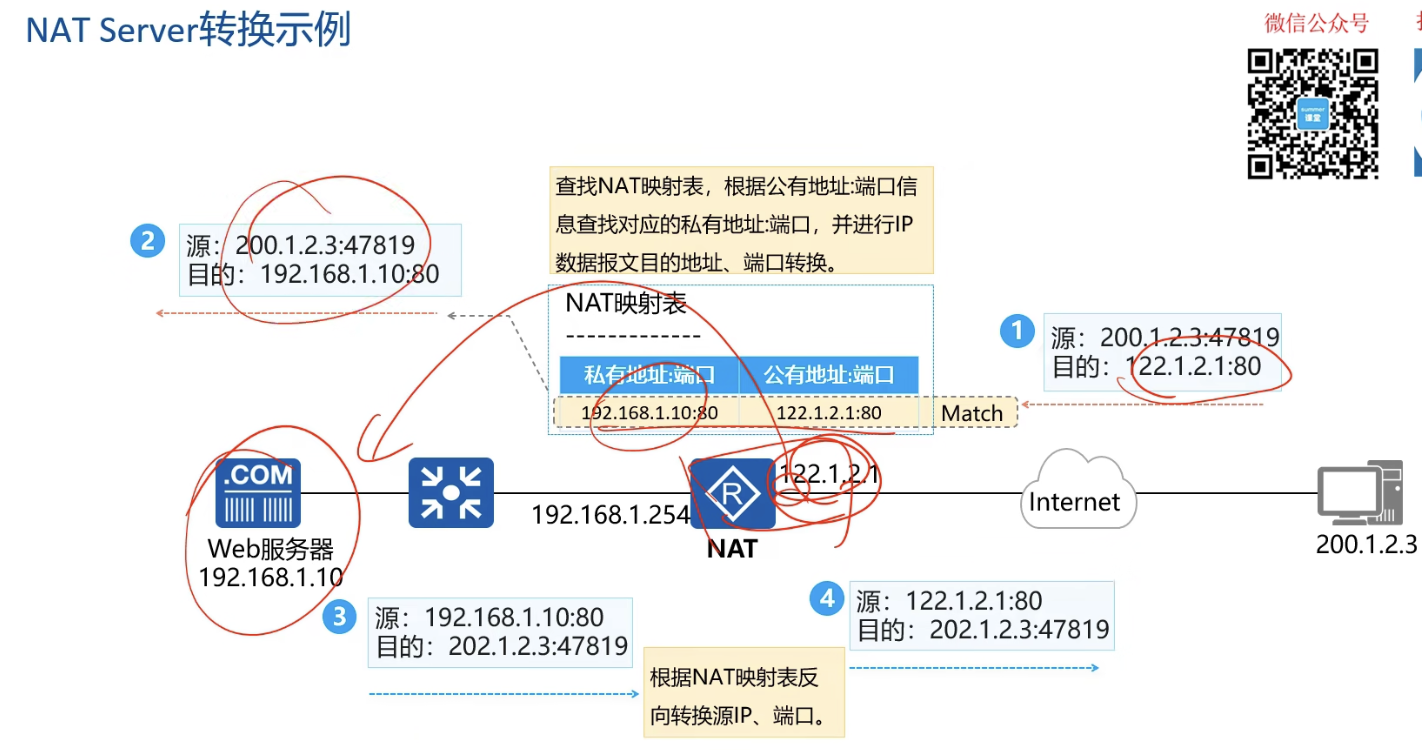 NAT Server转换示例
微信公众号
summer
课堂
查找NAT映射表，根据公有地址:端口信
息查找对应的私有地址:端口，并进行IP
数据报文目的地址、端口转换。
2
源：200.1.2.3:47819
目的：192.168.1.10:80
NAT映射表
------------
私有地址:端口 公有地址:端口
192.168.1.10:80 122.1.2.1:80 Match
1
源：200.1.2.3:47819
目的：122.1.2.1:80
.COM
R
122.1.2.1
192.168.1.254
Internet
NAT
Web服务器
192.168.1.10
200.1.2.3
3
源：192.168.1.10:80
目的：202.1.2.3:47819
4
源：122.1.2.1:80
目的：202.1.2.3:47819
根据NAT映射表反
向转换源IP、端口。